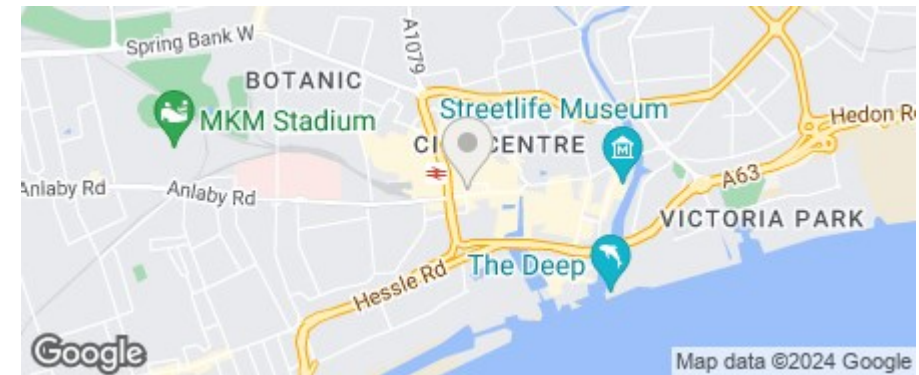 Spring Bank W
A1079
BOTANIC
Streetlife Museum
MKM Stadium
Hedon
CENTRE
Anlaby Rd
Anlaby Rd
A63
VICTORIA PARK
The Deep
Hessle Rd
Google
Map data ©2024 Google